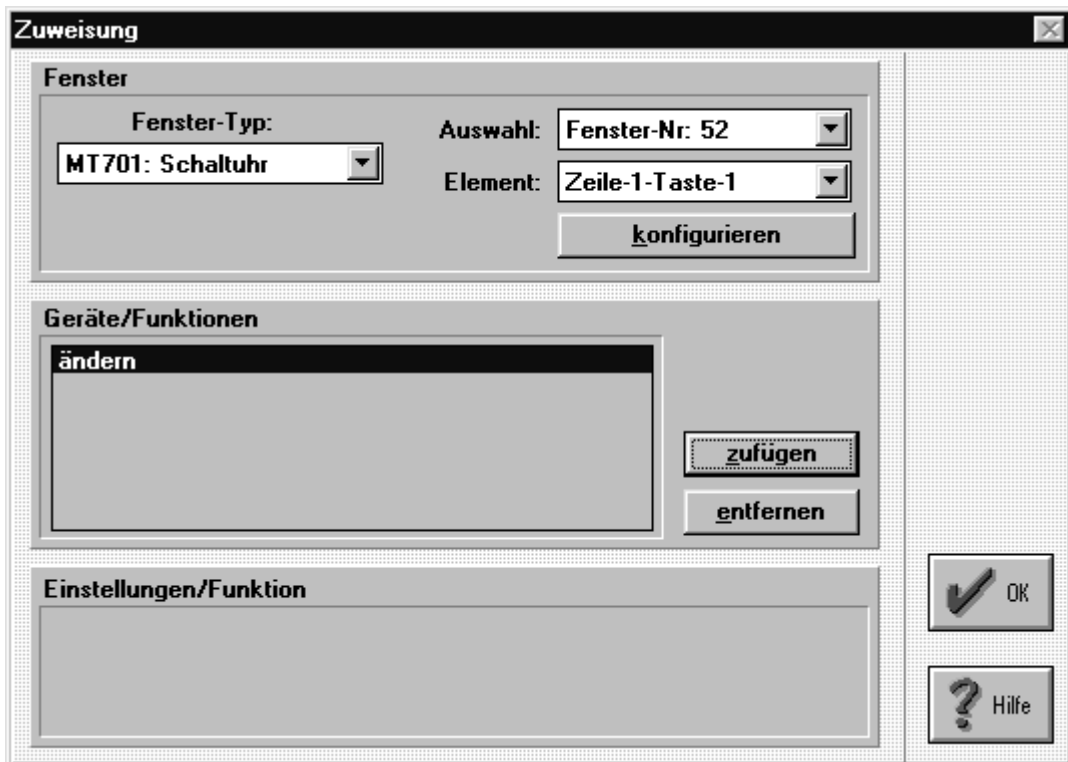 Zuweisung
Fenster
Fenster-Typ:
MT701: Schaltuhr
Auswahl:
Fenster-Nr: 52
Element:
Zeile-1-Taste-1
konfigurieren
Geräte/Funktionen
ändern
zufügen
entfernen
Einstellungen/Funktion
OK
Hilfe